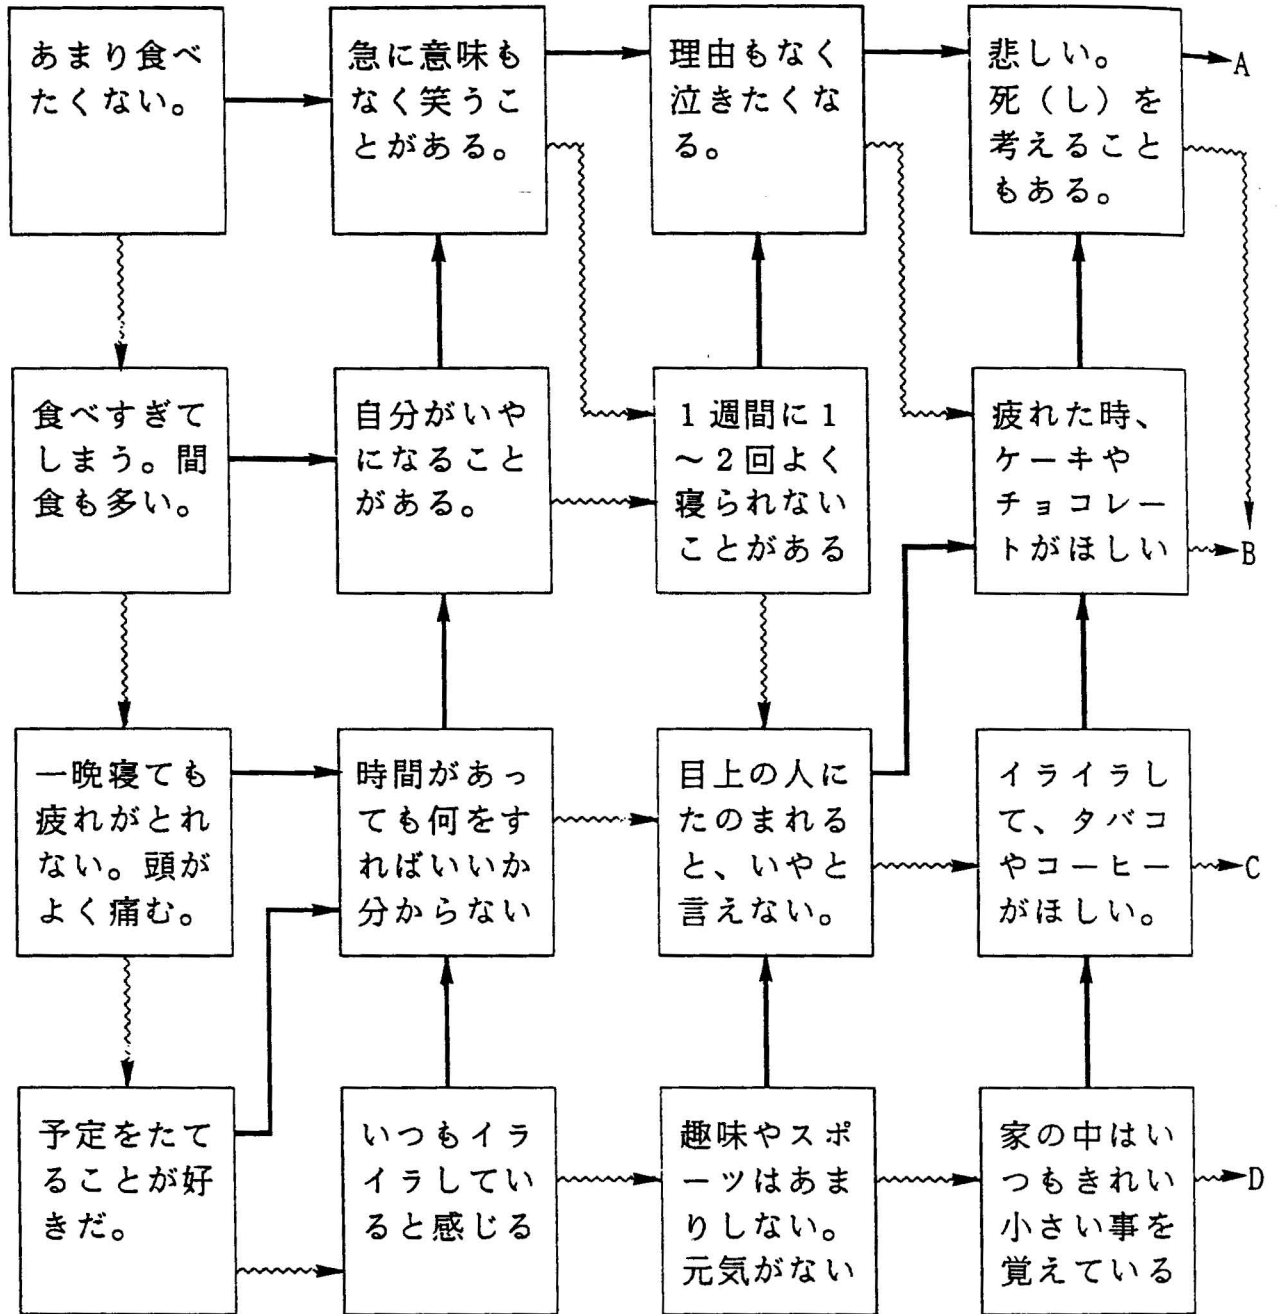 あまり食べ
たくない。
急に意味も
なく笑うこ
とがある。
理由もなく
泣きたくな
る。
悲しい。
死（し）を
考えること
もある。
A
食べすぎて
しまう。間
食も多い。
自分がいや
になること
がある。
1週間に1
～2回よく
寝られない
ことがある
疲れた時、
ケーキや
チョコレー
トがほしい
B
一晩寝ても
疲れがとれ
ない。頭が
よく痛む。
時間があっ
ても何をす
ればいいか
分からない
目上の人に
たのまれる
と、いやと
言えない。
イライラし
て、タバコ
やコーヒー
がほしい。
C
予定をたて
ることが好
きだ。
いつもイラ
イラしてい
ると感じる
趣味やスポ
ーツはあま
りしない。
元気がない
家の中はい
つもきれい
小さい事を
覚えている
D